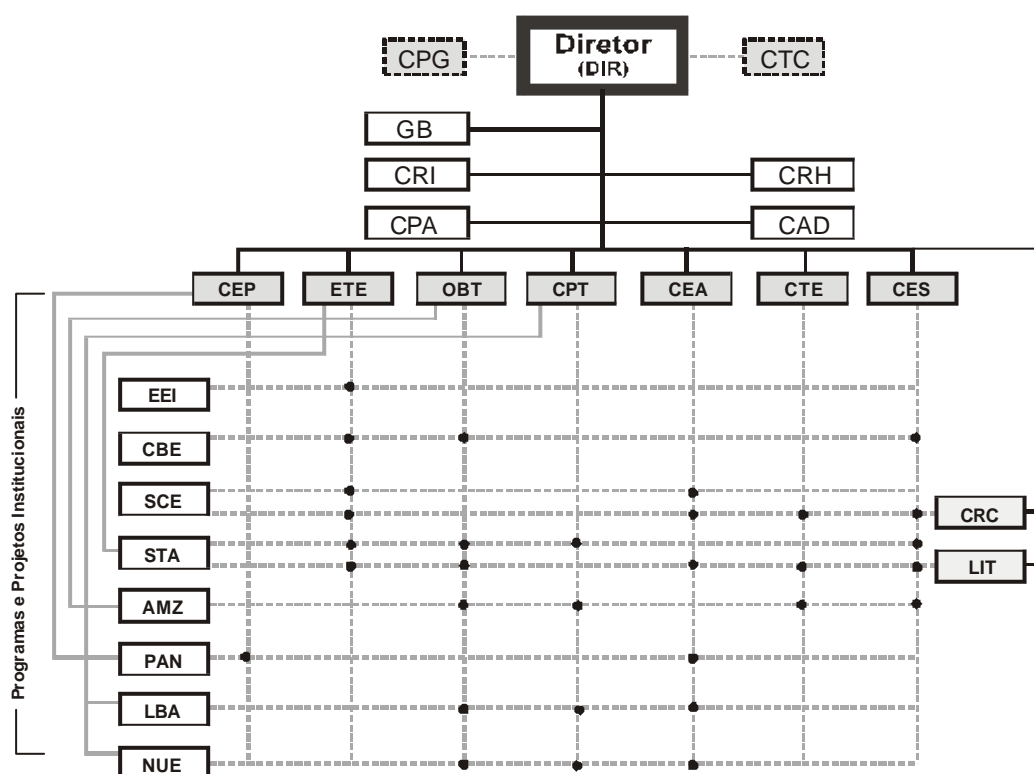 Diretor
(DIR)
CPG
CTC
GB
CRI
CRH
CPA
CAD
CEP
ETE
OBT
CPT
CEA
CTE
CES
Programas e Projetos Institucionais
EEI
CBE
SCE
CRC
STA
LIT
AMZ
PAN
LBA
NUE